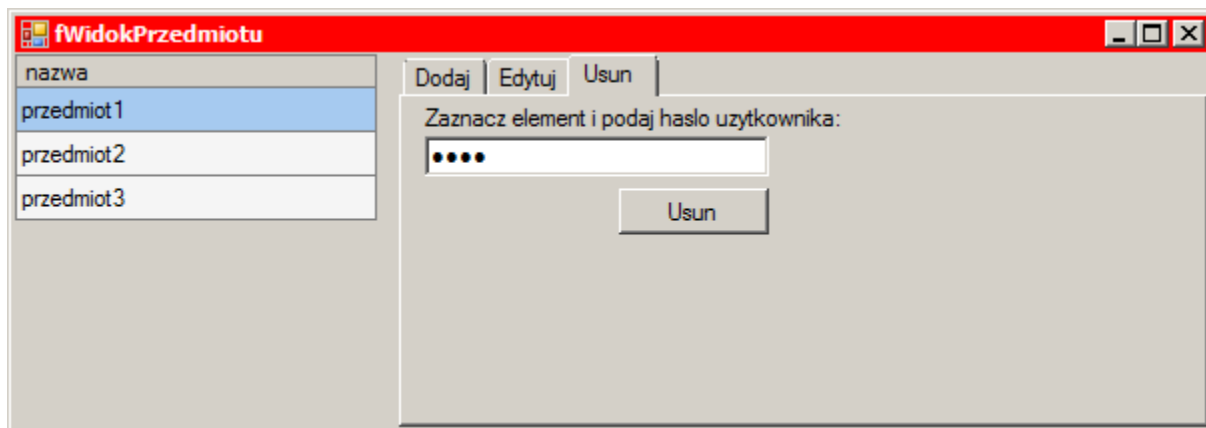 fWidokPrzedmiotu
nazwa
przedmiot1
przedmiot2
przedmiot3
Dodaj Edytuj Usun
Zaznacz element i podaj haslo uzytkownika:
••••
Usun